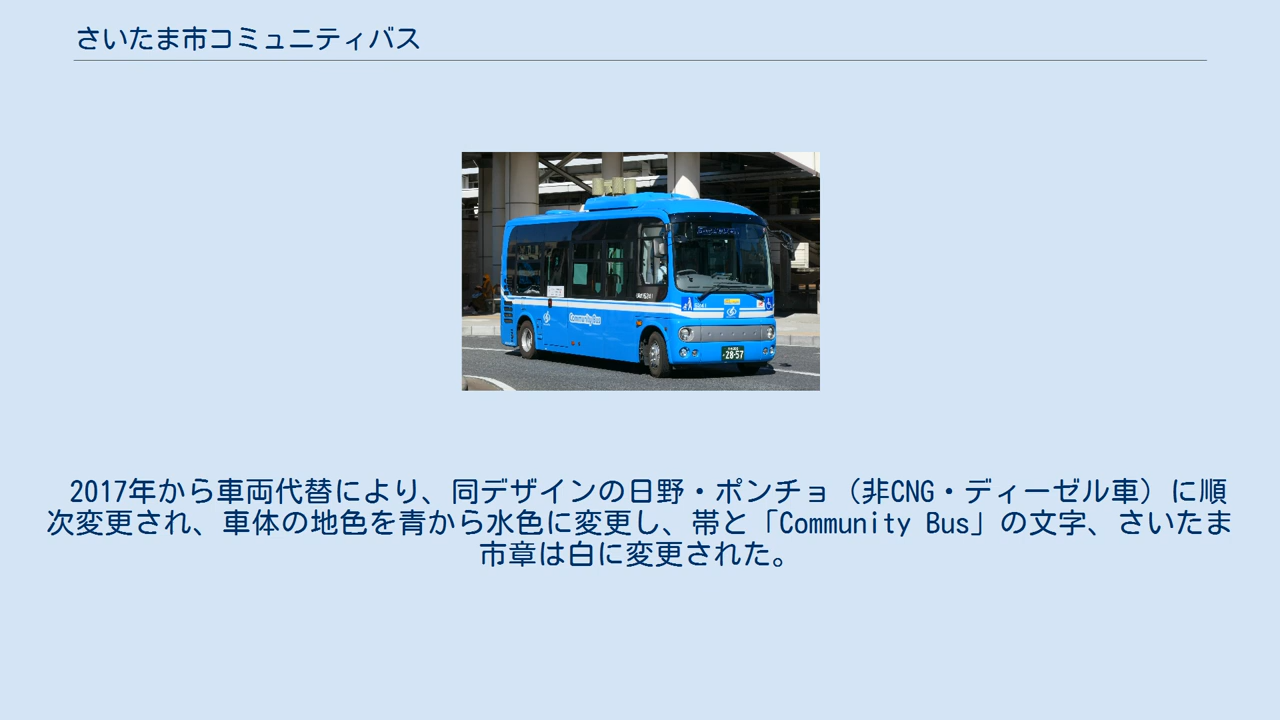 さいたま市コミュニティバス
Community Bus
・28-57
2017年から車両代替により、同デザインの日野・ポンチョ（非CNG・ディーゼル車）に順
次変更され、車体の地色を青から水色に変更し、帯と「Community Bus」の文字、さいたま
市章は白に変更された。